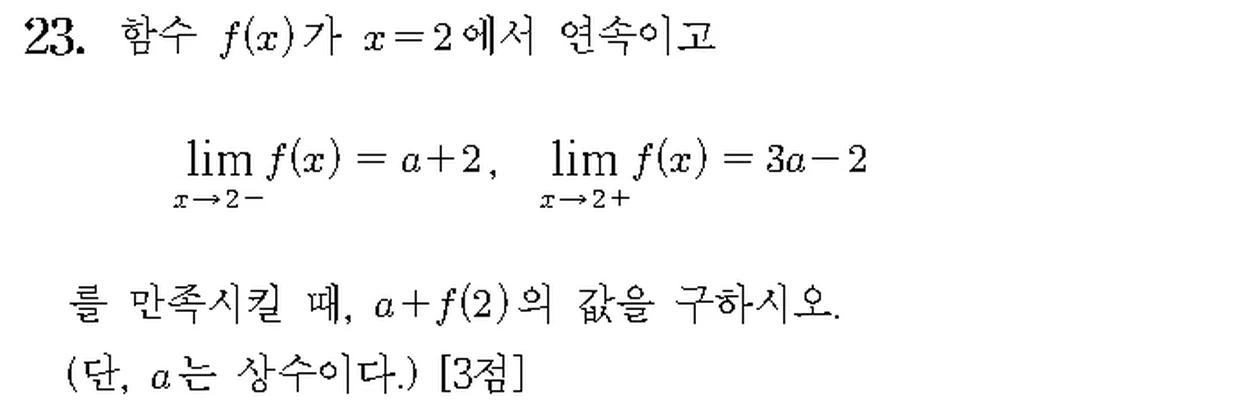 23. 함수 f(x)가 x=2에서 연속이고
lim f(x) = a+2, lim f(x) = 3a-2
x→2- x→2+
를 만족시킬 때, a+f(2)의 값을 구하시오.
(단, a는 상수이다.) [3점]